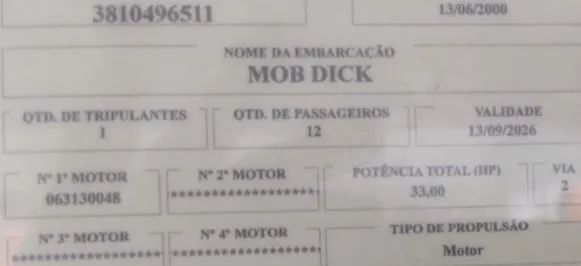 3810496511
13/06/2000
NOME DA EMBARCAÇÃO
MOB DICK
QTD. DE TRIPULANTES
1
QTD. DE PASSAGEIROS
12
VALIDADE
13/09/2026
Nº 1º MOTOR
063130048
Nº 2º MOTOR
******************
POTÊNCIA TOTAL (HP)
33,00
VIA
2
Nº 3º MOTOR
******************
Nº 4º MOTOR
******************
TIPO DE PROPULSÃO
Motor